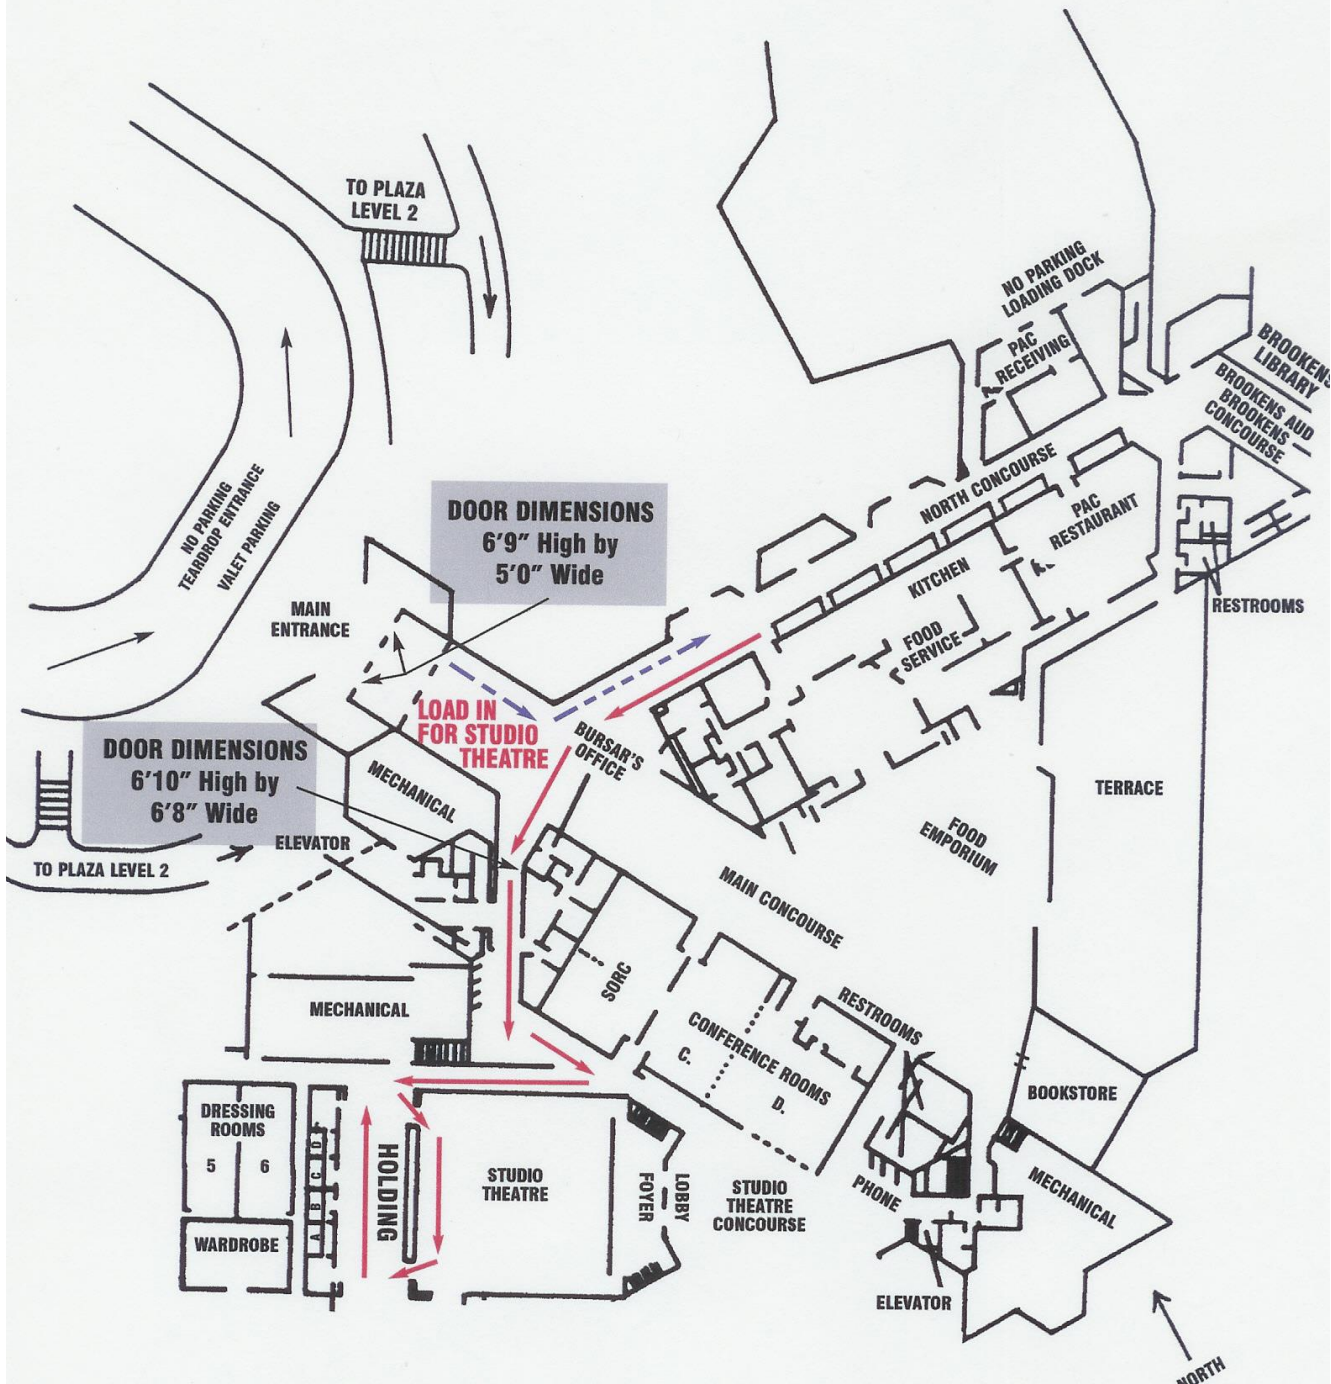 TO PLAZA
LEVEL 2
NO PARKING
LOADING DOCK
PAC
RECEIVING
BROOKENS
LIBRARY
BROOKENS AUD
BROOKENS
CONCOURSE
NORTH CONCOURSE
PAC
RESTAURANT
KITCHEN
FOOD
SERVICE
RESTROOMS
NO PARKING
TEARDROP ENTRANCE
VALET PARKING
DOOR DIMENSIONS
6'9" High by
5'0" Wide
MAIN
ENTRANCE
LOAD IN
FOR STUDIO
THEATRE
BURSAR'S
OFFICE
DOOR DIMENSIONS
6'10" High by
6'8" Wide
MECHANICAL
ELEVATOR
TO PLAZA LEVEL 2
TERRACE
FOOD
EMPORIUM
MAIN CONCOURSE
SORC
MECHANICAL
RESTROOMS
CONFERENCE ROOMS
C.
D.
BOOKSTORE
DRESSING
ROOMS
5
6
WARDROBE
A B C D
HOLDING
STUDIO
THEATRE
FOYER
LOBBY
STUDIO
THEATRE
CONCOURSE
PHONE
MECHANICAL
ELEVATOR
NORTH